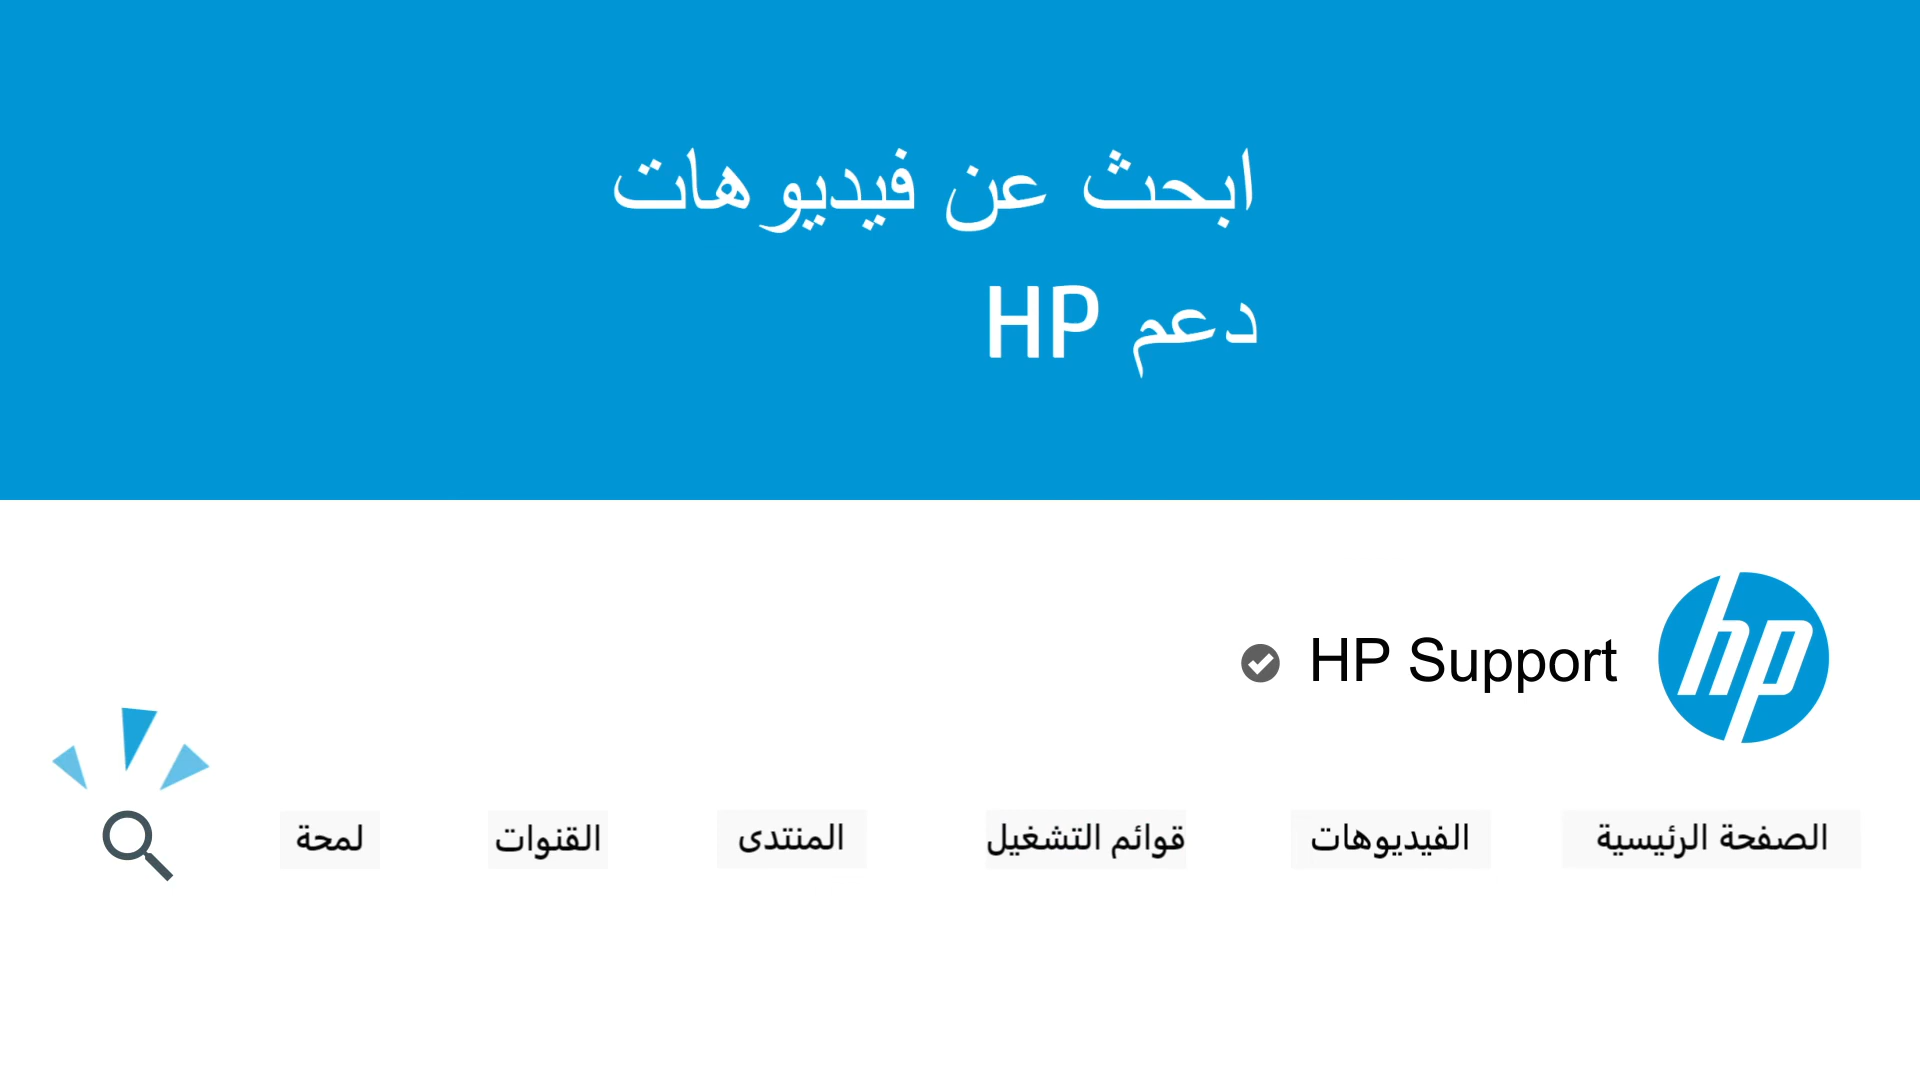 ابحث عن فيديوهات
دعم HP
HP Support
hp
الصفحة الرئيسية
الفيديوهات
قوائم التشغيل
المنتدى
القنوات
لمحة